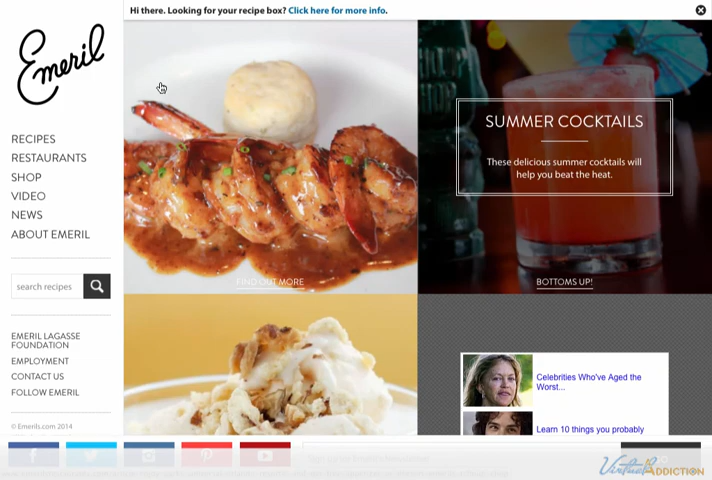 Hi there. Looking for your recipe box? Click here for more info.
Emeril
RECIPES
RESTAURANTS
SHOP
VIDEO
NEWS
ABOUT EMERIL
search recipes
EMERIL LAGASSE
FOUNDATION
EMPLOYMENT
CONTACT US
FOLLOW EMERIL
© Emerils.com 2014
FIND OUT MORE
SUMMER COCKTAILS
These delicious summer cocktails will
help you beat the heat.
BOTTOMS UP!
Celebrities Who've Aged the
Worst...
Learn 10 things you probably
Virtual
ADDICTION